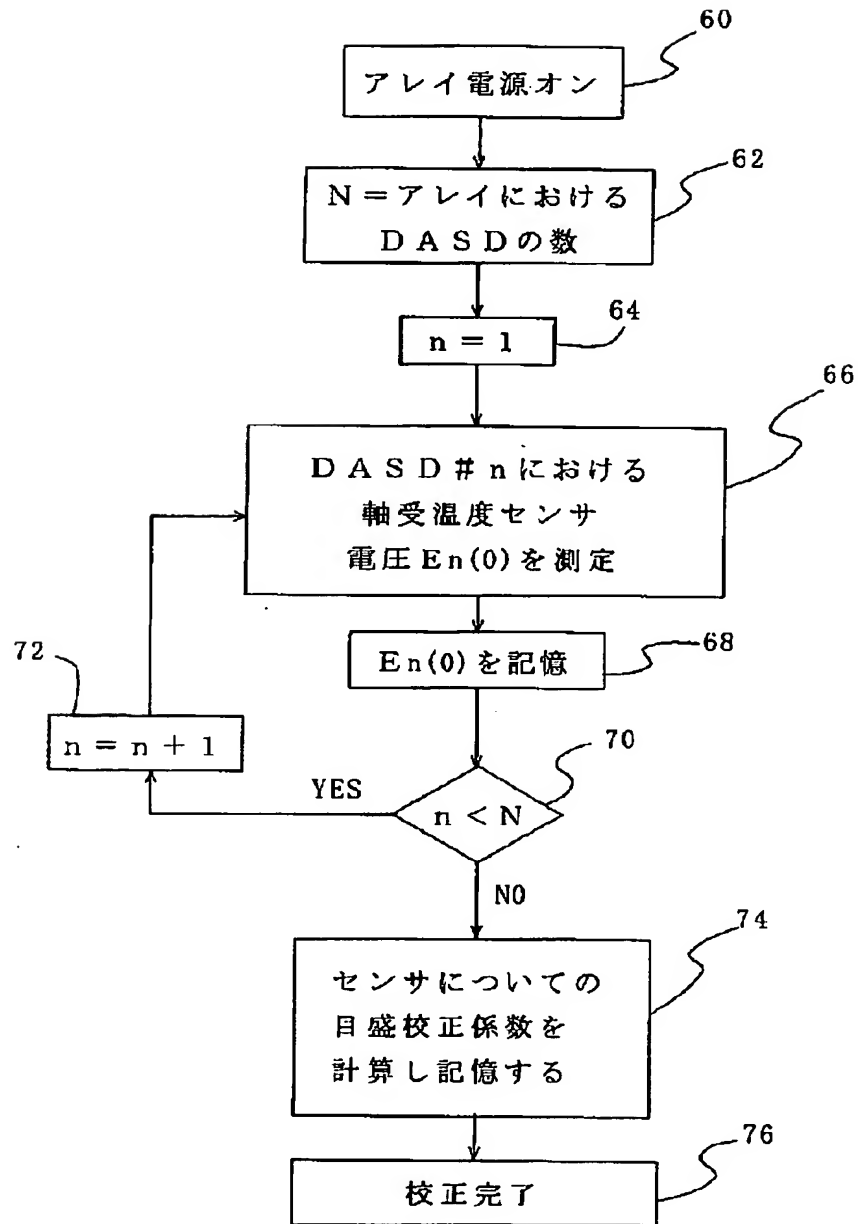 60
アレイ電源オン
62
N=アレイにおける
DASDの数
64
n=1
66
DASD#nにおける
軸受温度センサ
電圧En(0)を測定
68
En(0)を記憶
72
n=n+1
70
YES
n<N
NO
74
センサについての
目盛校正係数を
計算し記憶する
76
校正完了